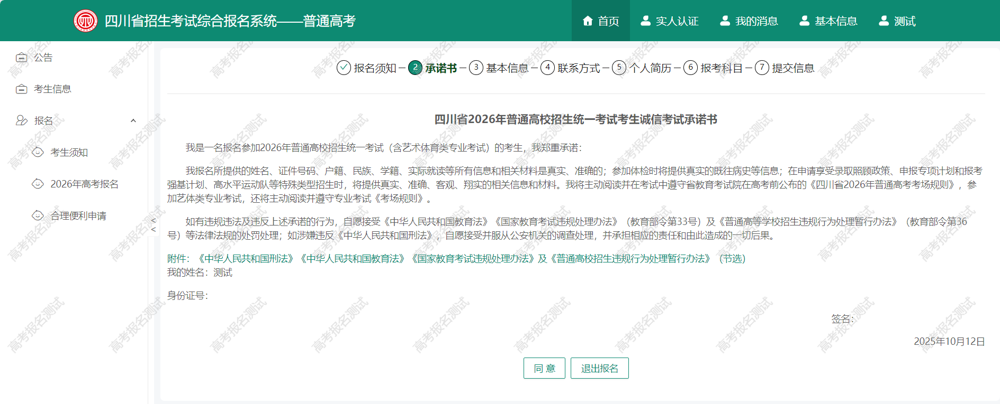 四川省招生考试综合报名系统——普通高考
首页
实人认证
我的消息
基本信息
测试
公告
考生信息
报名
考生须知
2026年高考报名
合理便利申请
<
<
报名须知
2 承诺书
3 基本信息
4 联系方式
5 个人简历
6 报考科目
7 提交信息
四川省2026年普通高校招生统一考试考生诚信考试承诺书
我是一名报名参加2026年普通高校招生统一考试（含艺术体育类专业考试）的考生，我郑重承诺：
我报名所提供的姓名、证件号码、户籍、民族、学籍、实际就读等所有信息和相关材料是真实、准确的；参加体检时将提供真实的既往病史等信息；在申请享受录取照顾政策、申报专项计划和报考
强基计划、高水平运动队等特殊类型招生时，将提供真实、准确、客观、翔实的相关信息和材料。我将主动阅读并在考试中遵守省教育考试院在高考前公布的《四川省2026年普通高考考场规则》，参
加艺体类专业考试，还将主动阅读并遵守专业考试《考场规则》。
如有违规违法及违反上述承诺的行为，自愿接受《中华人民共和国教育法》《国家教育考试违规处理办法》（教育部令第33号）及《普通高等学校招生违规行为处理暂行办法》（教育部令第36
号）等法律法规的处罚处理；如涉嫌违反《中华人民共和国刑法》，自愿接受并服从公安机关的调查处理，并承担相应的责任和由此造成的一切后果。
附件：《中华人民共和国刑法》《中华人民共和国教育法》《国家教育考试违规处理办法》及《普通高校招生违规行为处理暂行办法》（节选）
我的姓名：测试
身份证号：
签名：
2025年10月12日
同 意
退出报名
高考报名测试